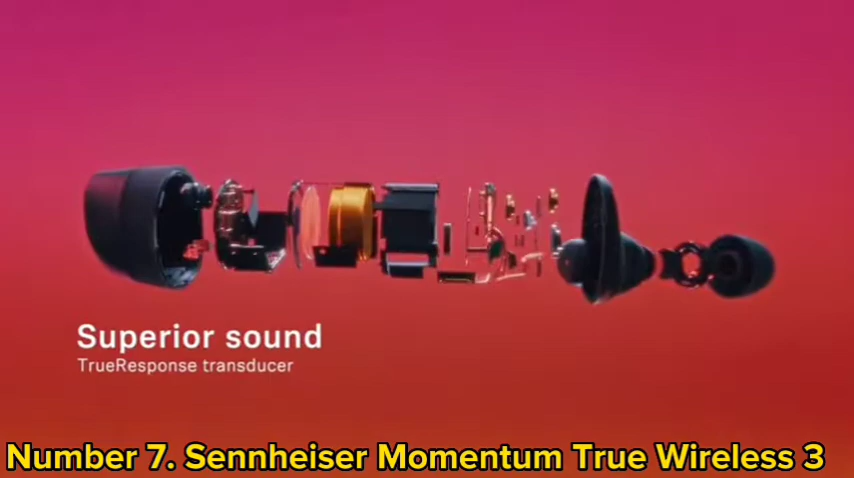 Superior sound
TrueResponse transducer
Number 7. Sennheiser Momentum True Wireless 3